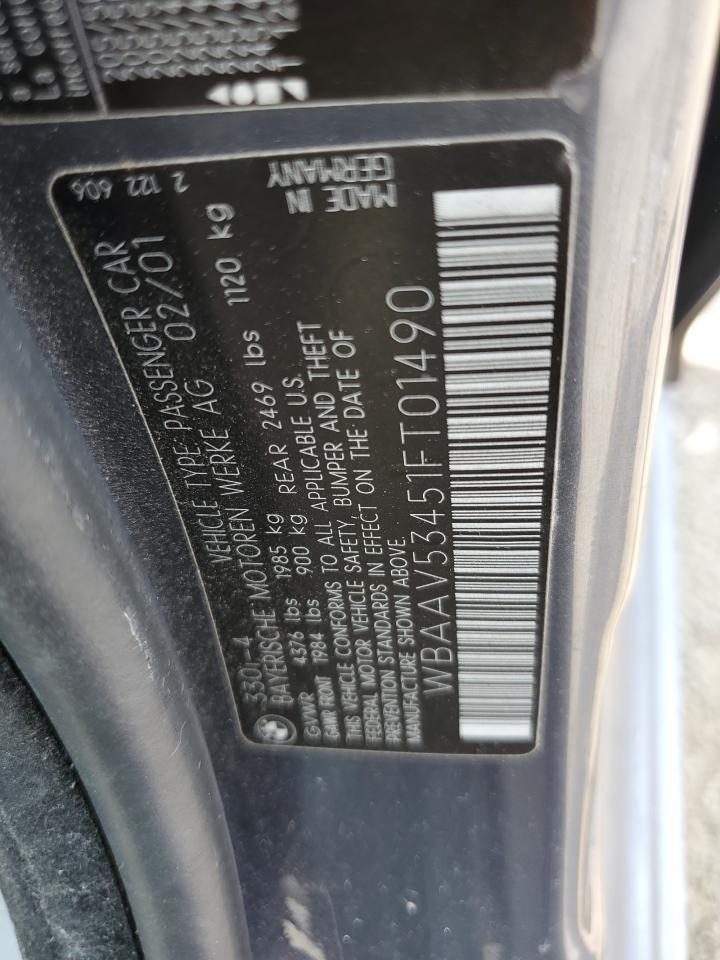 330i-4
VEHICLE TYPE PASSENGER CAR
2 122 606
BAYERISCHE MOTOREN WERKE AG 02/01
GVWR 4376 lbs 1985 kg REAR 2469 lbs 1120 kg
GAWR FRONT 1984 lbs 900 kg
THIS VEHICLE CONFORMS TO ALL APPLICABLE U.S.
FEDERAL MOTOR VEHICLE SAFETY, BUMPER AND THEFT
PREVENTION STANDARDS IN EFFECT ON THE DATE OF
MANUFACTURE SHOWN ABOVE.
MADE IN
GERMANY
WBAAV53451FT01490